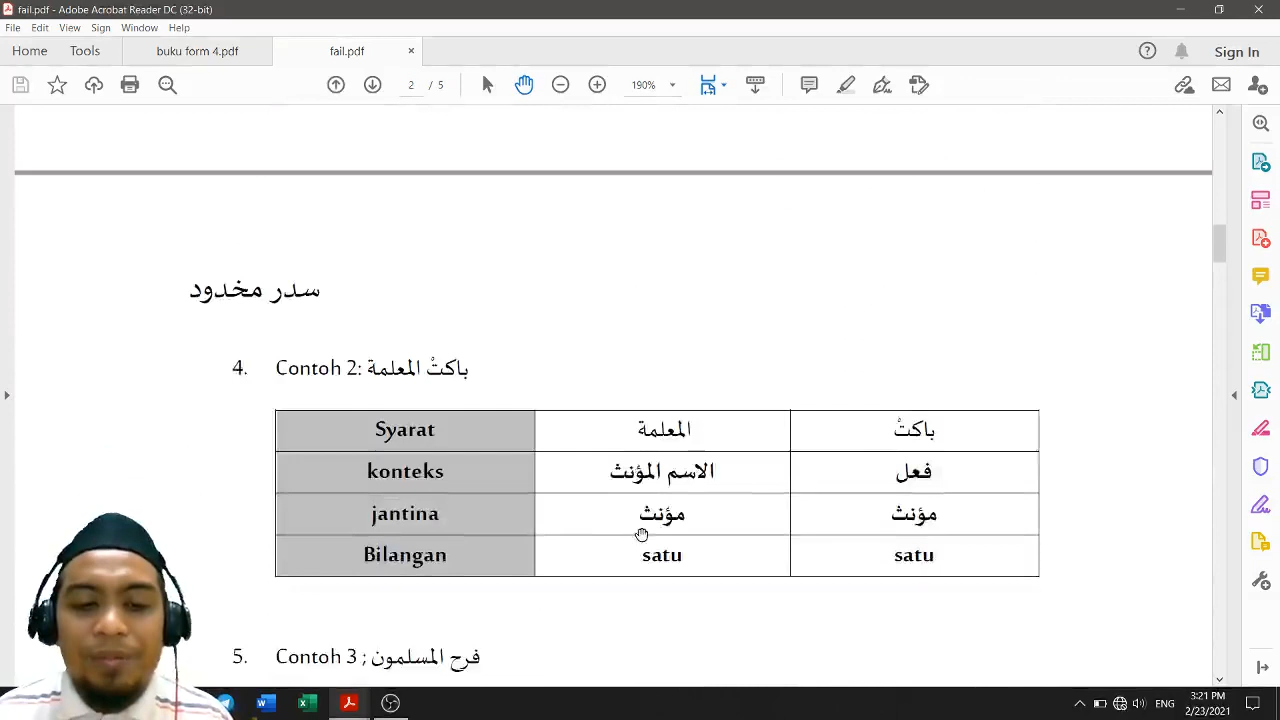 fail.pdf - Adobe Acrobat Reader DC (32-bit)
File Edit View Sign Window Help
Home Tools buku form 4.pdf fail.pdf × Sign In
2 / 5 190%
سدر مخدود
4. Contoh 2: باكتْ المعلمة
Syarat المعلمة باكتْ
konteks الاسم المؤنث فعل
jantina مؤنث مؤنث
Bilangan satu satu
5. Contoh 3 ; فرح المسلمون
3:21 PM
ENG
2/23/2021